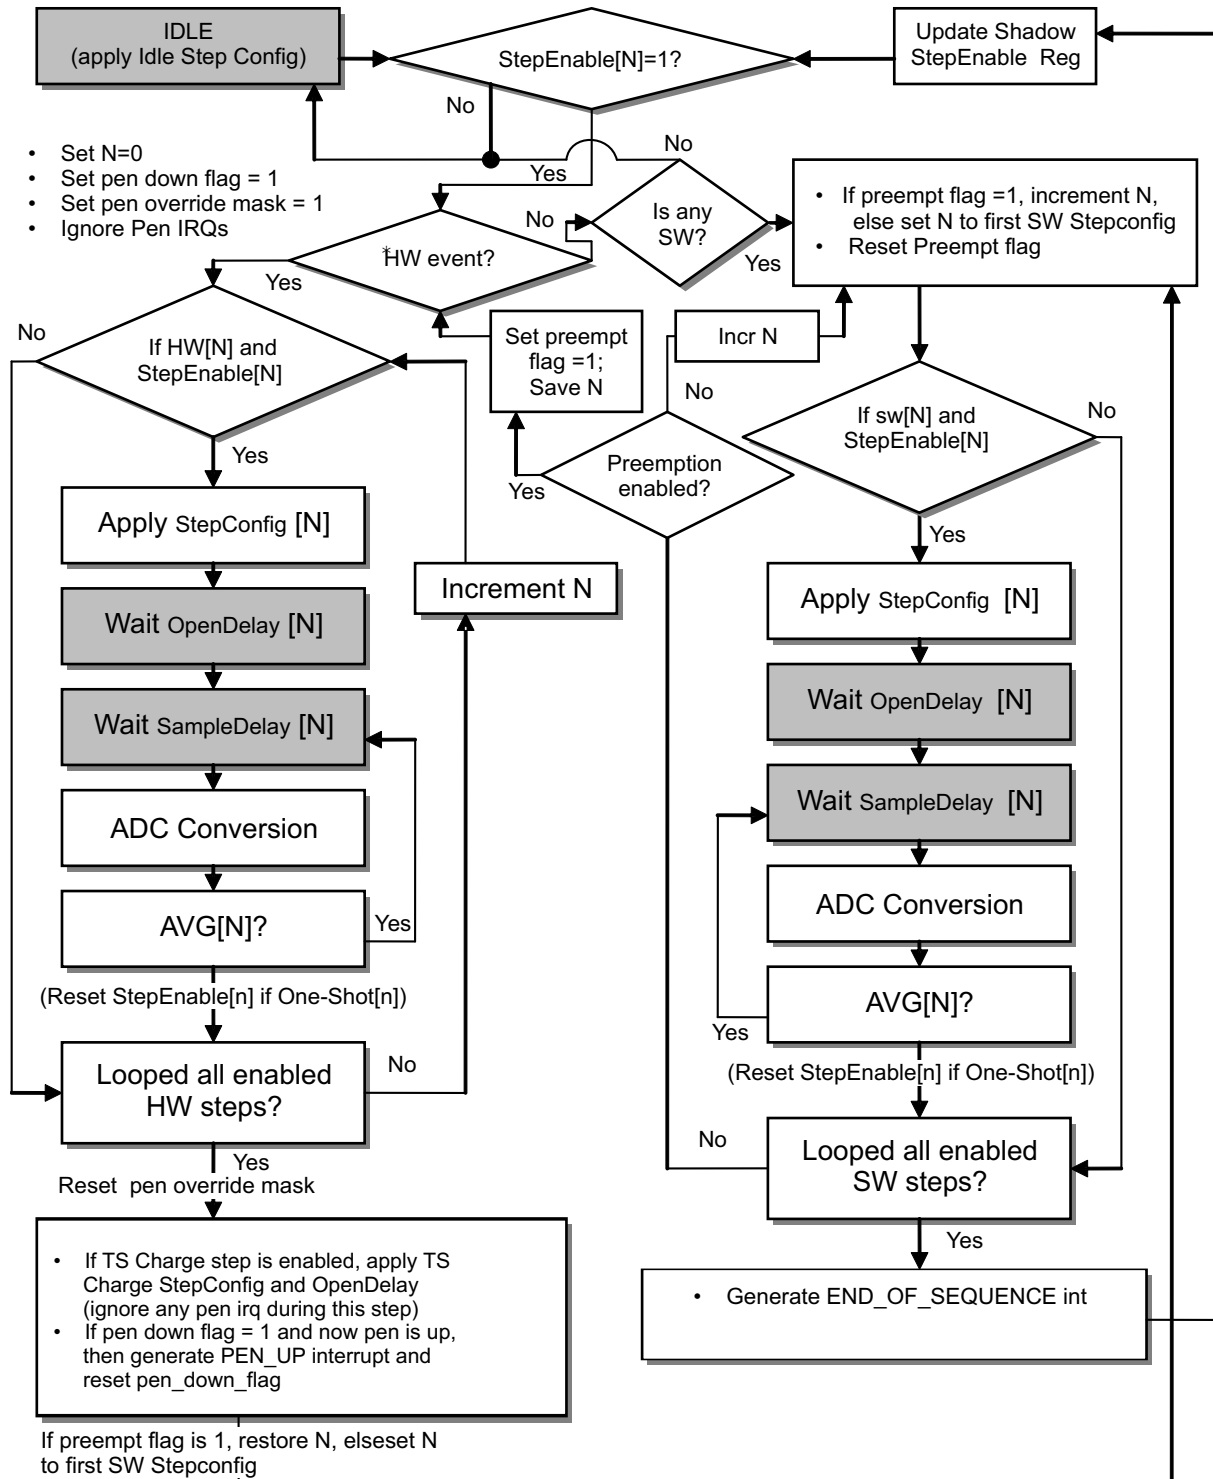 IDLE
(apply Idle Step Config)
StepEnable[N]=1?
Update Shadow
StepEnable Reg
No
No
Yes
• Set N=0
• Set pen down flag = 1
• Set pen override mask = 1
• Ignore Pen IRQs
No
Is any
SW?
Yes
• If preempt flag =1, increment N,
else set N to first SW Stepconfig
• Reset Preempt flag
*HW event?
Yes
No
If HW[N] and
StepEnable[N]
Yes
Set preempt
flag =1;
Save N
Incr N
No
Preemption
enabled?
Yes
If sw[N] and
StepEnable[N]
No
Yes
Apply StepConfig [N]
Wait OpenDelay [N]
Wait SampleDelay [N]
ADC Conversion
AVG[N]?
Yes
(Reset StepEnable[n] if One-Shot[n])
Looped all enabled
HW steps?
No
Increment N
Yes
Reset pen override mask
• If TS Charge step is enabled, apply TS
Charge StepConfig and OpenDelay
(ignore any pen irq during this step)
• If pen down flag = 1 and now pen is up,
then generate PEN_UP interrupt and
reset pen_down_flag
If preempt flag is 1, restore N, elseset N
to first SW Stepconfig
Apply StepConfig [N]
Wait OpenDelay [N]
Wait SampleDelay [N]
ADC Conversion
AVG[N]?
Yes
(Reset StepEnable[n] if One-Shot[n])
Looped all enabled
SW steps?
No
Yes
• Generate END_OF_SEQUENCE int